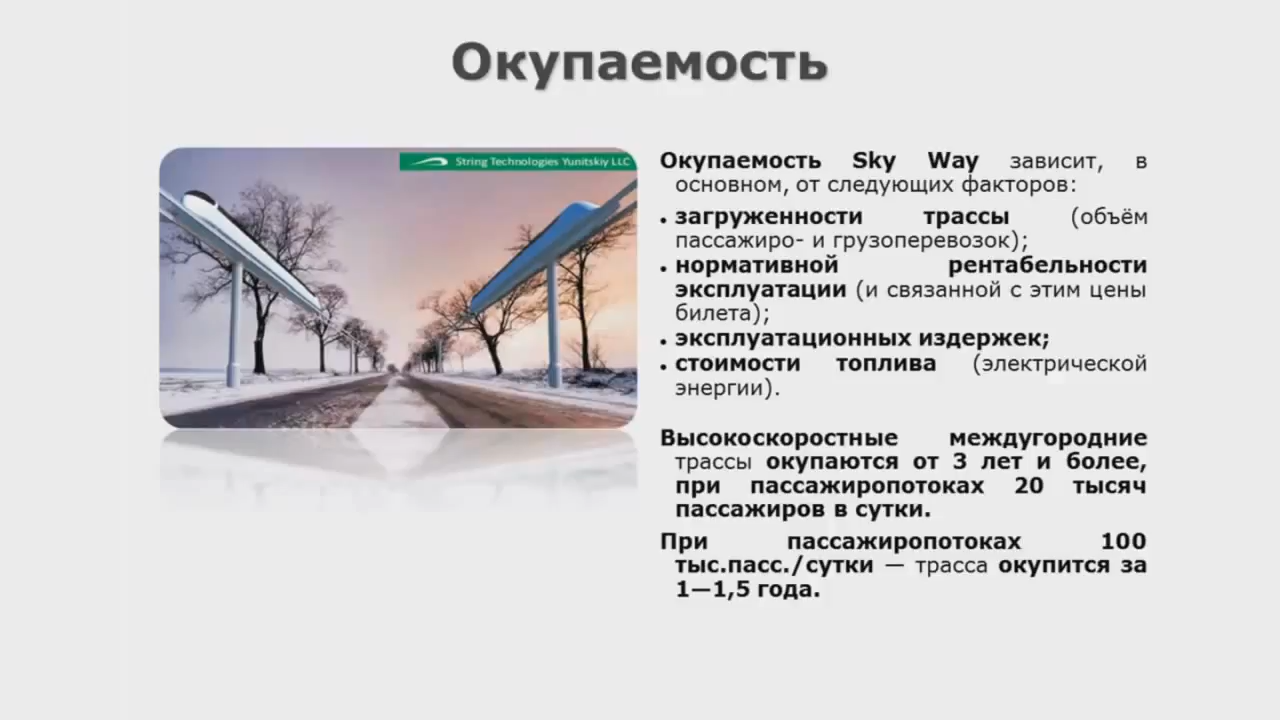 Окупаемость
String Technologies Yunitskiy LLC
Окупаемость Sky Way зависит, в
основном, от следующих факторов:
• загруженности трассы (объём
пассажиро- и грузоперевозок);
• нормативной рентабельности
эксплуатации (и связанной с этим цены
билета);
• эксплуатационных издержек;
• стоимости топлива (электрической
энергии).
Высокоскоростные междугородние
трассы окупаются от 3 лет и более,
при пассажиропотоках 20 тысяч
пассажиров в сутки.
При пассажиропотоках 100
тыс.пасс./сутки — трасса окупится за
1—1,5 года.